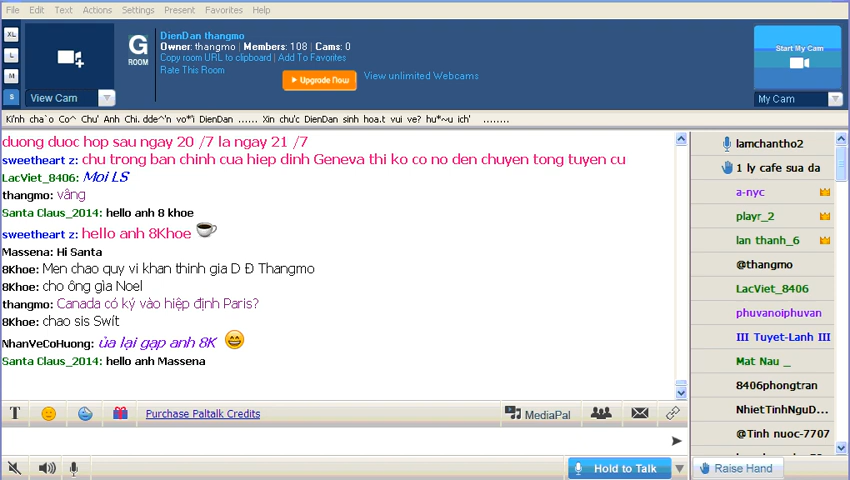 File Edit Text Actions Settings Present Favorites Help
XL
L
M
S
View Cam
G
ROOM
DienDan thangmo
Owner: thangmo | Members: 108 | Cams: 0
Copy room URL to clipboard | Add To Favorites
Rate This Room
Upgrade Now
View unlimited Webcams
Start My Cam
My Cam
Ki'nh cha`o Co^ Chu' Anh Chi. dde^'n vo*'i DienDan ...... Xin chu'c DienDan sinh hoa.t vui ve? hu*~u ich' ........
duong duoc hop sau ngay 20 /7 la ngay 21 /7
sweetheart z: chu trong ban chinh cua hiep dinh Geneva thi ko co no den chuyen tong tuyen cu
LacViet_8406: Moi LS
thangmo: vâng
Santa Claus_2014: hello anh 8 khoe
sweetheart z: hello anh 8Khoe
Massena: Hi Santa
8Khoe: Men chao quy vi khan thinh gia D Đ Thangmo
8Khoe: cho ông gìa Noel
thangmo: Canada có ký vào hiệp định Paris?
8Khoe: chao sis Swít
NhanVeCoHuong: ủa lại gạp anh 8K
Santa Claus_2014: hello anh Massena
T
Purchase Paltalk Credits
MediaPal
Hold to Talk
lamchantho2
1 ly cafe sua da
a-nyc
playr_2
lan thanh_6
@thangmo
LacViet_8406
phuvanoiphuvan
III Tuyet-Lanh III
Mat Nau _
8406phongtran
NhietTinhNguD...
@Tinh nuoc-7707
Raise Hand